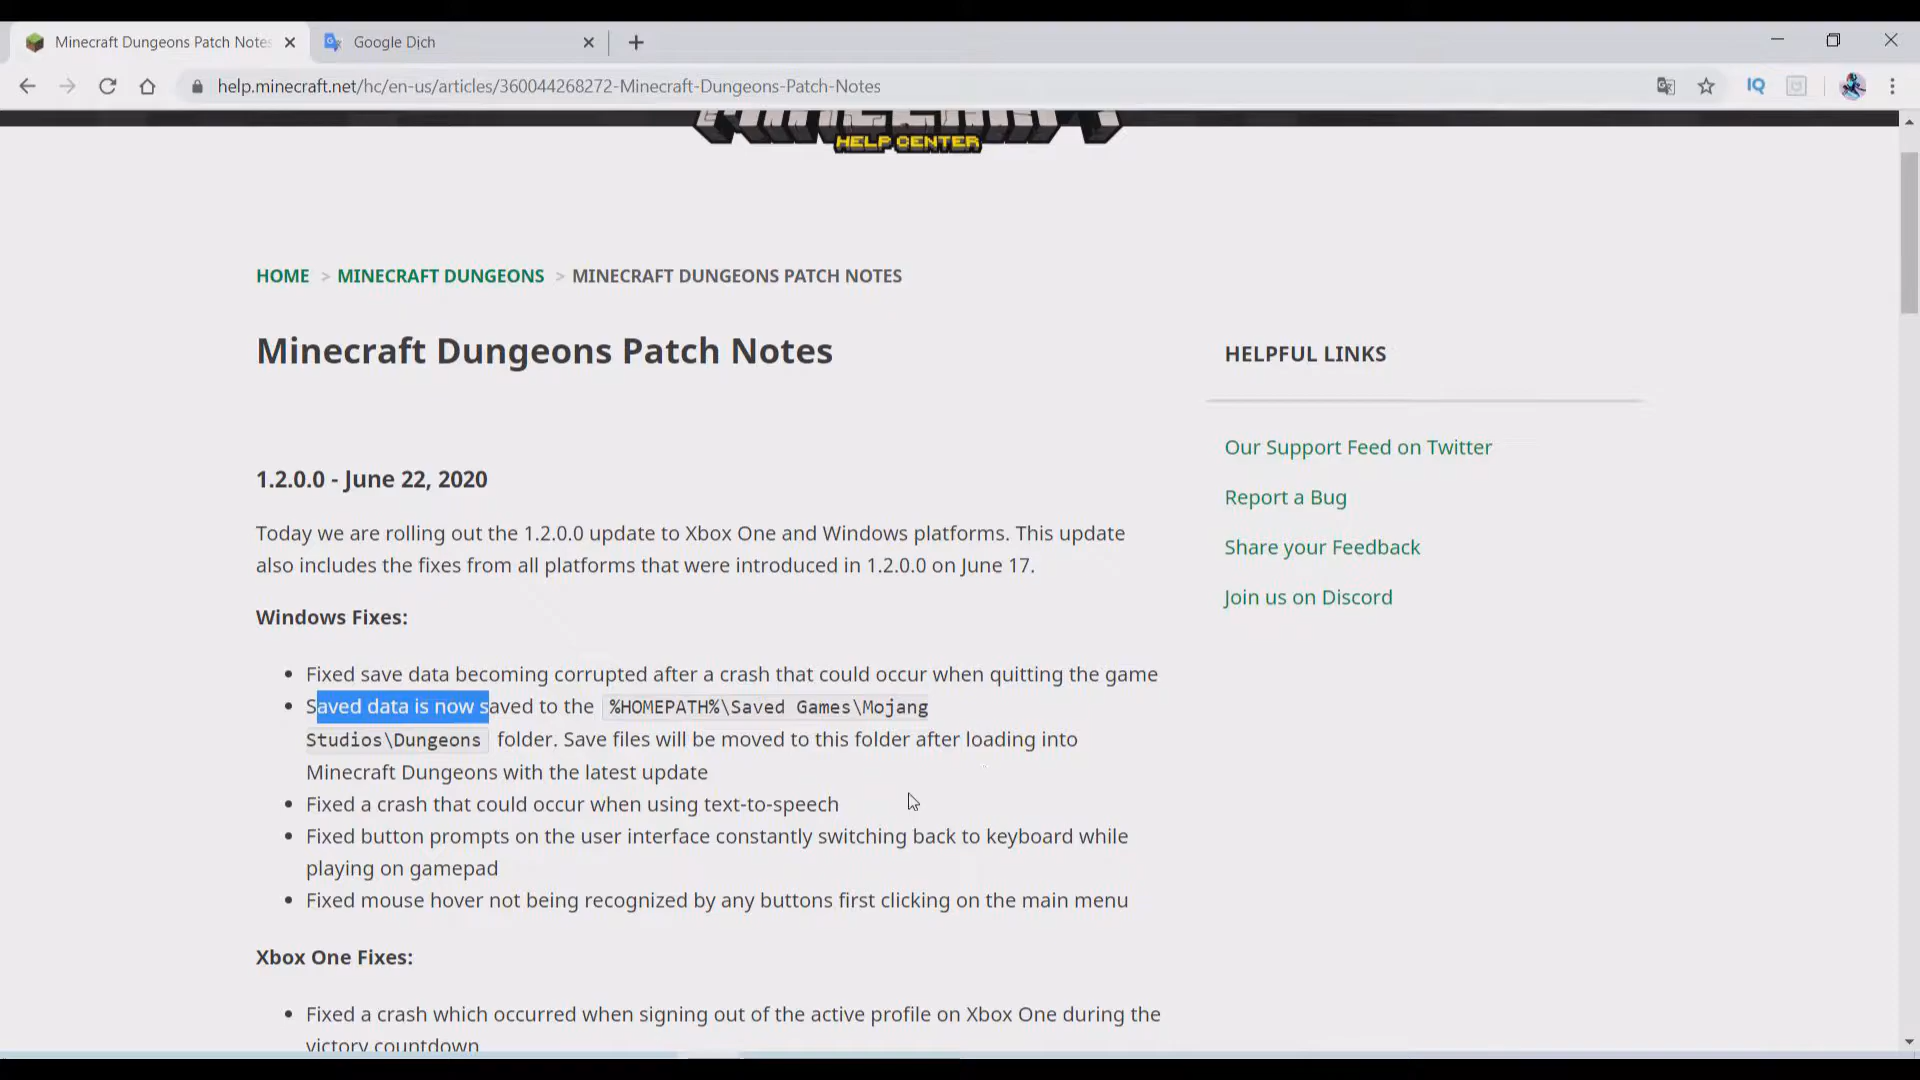 Minecraft Dungeons Patch Notes
Google Dịch
help.minecraft.net/hc/en-us/articles/360044268272-Minecraft-Dungeons-Patch-Notes
IQ
MINECRAFT
HELP CENTER
HOME > MINECRAFT DUNGEONS > MINECRAFT DUNGEONS PATCH NOTES
Minecraft Dungeons Patch Notes
1.2.0.0 - June 22, 2020
Today we are rolling out the 1.2.0.0 update to Xbox One and Windows platforms. This update
also includes the fixes from all platforms that were introduced in 1.2.0.0 on June 17.
Windows Fixes:
• Fixed save data becoming corrupted after a crash that could occur when quitting the game
• Saved data is now saved to the %HOMEPATH%\Saved Games\Mojang
Studios\Dungeons folder. Save files will be moved to this folder after loading into
Minecraft Dungeons with the latest update
• Fixed a crash that could occur when using text-to-speech
• Fixed button prompts on the user interface constantly switching back to keyboard while
playing on gamepad
• Fixed mouse hover not being recognized by any buttons first clicking on the main menu
Xbox One Fixes:
• Fixed a crash which occurred when signing out of the active profile on Xbox One during the
victory countdown
HELPFUL LINKS
Our Support Feed on Twitter
Report a Bug
Share your Feedback
Join us on Discord